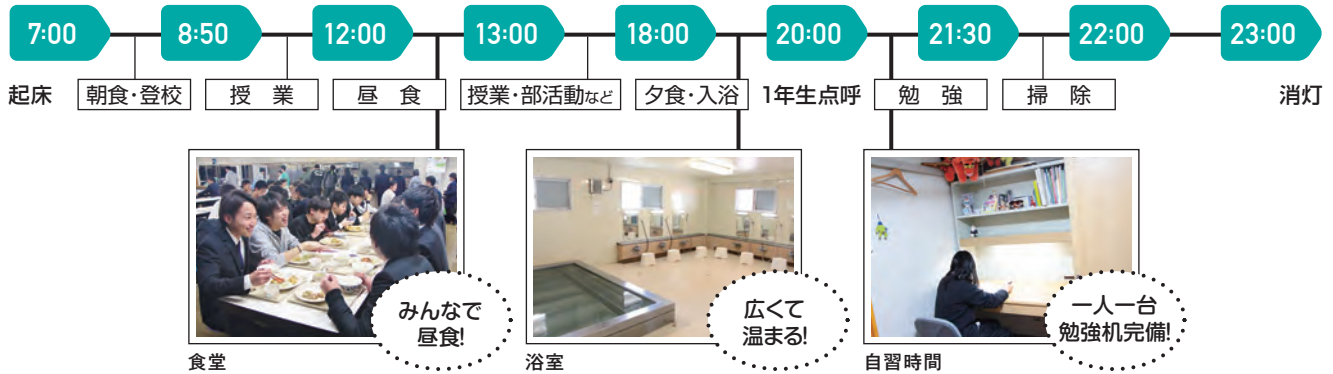 7:00 8:50 12:00 13:00 18:00 20:00 21:30 22:00 23:00
起床 朝食・登校 授 業 昼 食 授業・部活動など 夕食・入浴 1年生点呼 勉 強 掃 除 消灯
みんなで
昼食!
食堂
広くて
温まる!
浴室
一人一台
勉強机完備!
自習時間